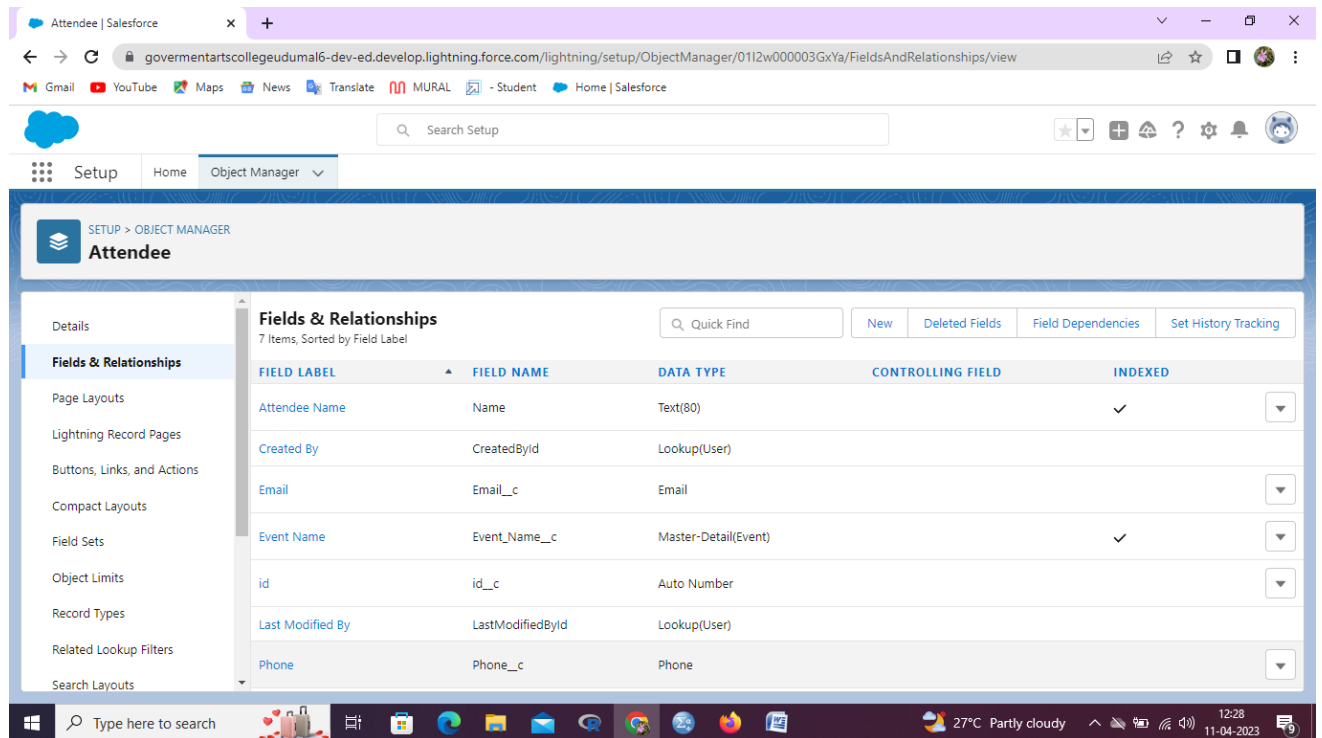 Attendee | Salesforce
govermentartscollegeudumal6-dev-ed.develop.lightning.force.com/lightning/setup/ObjectManager/01I2w000003GxYa/FieldsAndRelationships/view
Gmail YouTube Maps News Translate MURAL - Student Home | Salesforce
Search Setup
Setup Home Object Manager
SETUP > OBJECT MANAGER
Attendee
Details
Fields & Relationships
Page Layouts
Lightning Record Pages
Buttons, Links, and Actions
Compact Layouts
Field Sets
Object Limits
Record Types
Related Lookup Filters
Search Layouts
Fields & Relationships
7 Items, Sorted by Field Label
Quick Find New Deleted Fields Field Dependencies Set History Tracking
FIELD LABEL FIELD NAME DATA TYPE CONTROLLING FIELD INDEXED
Attendee Name Name Text(80)
Created By CreatedById Lookup(User)
Email Email__c Email
Event Name Event_Name__c Master-Detail(Event)
id id__c Auto Number
Last Modified By LastModifiedById Lookup(User)
Phone Phone__c Phone
Type here to search 27°C Partly cloudy 12:28
11-04-2023 9